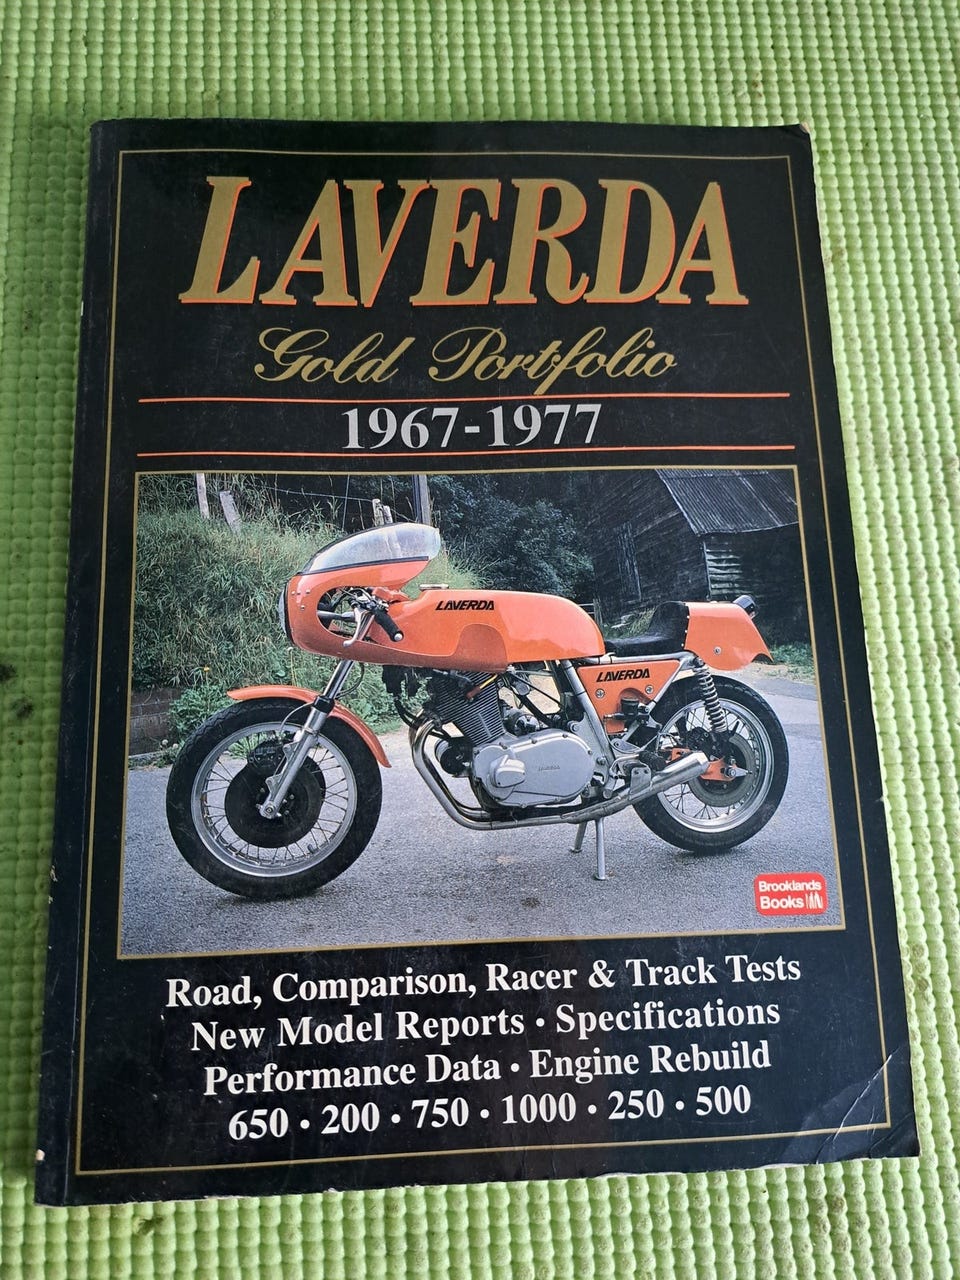 LAVERDA
Gold Portfolio
1967-1977
LAVERDA
LAVERDA
LAVERDA
Brooklands
Books
Road, Comparison, Racer & Track Tests
New Model Reports • Specifications
Performance Data • Engine Rebuild
650 • 200 • 750 • 1000 • 250 • 500